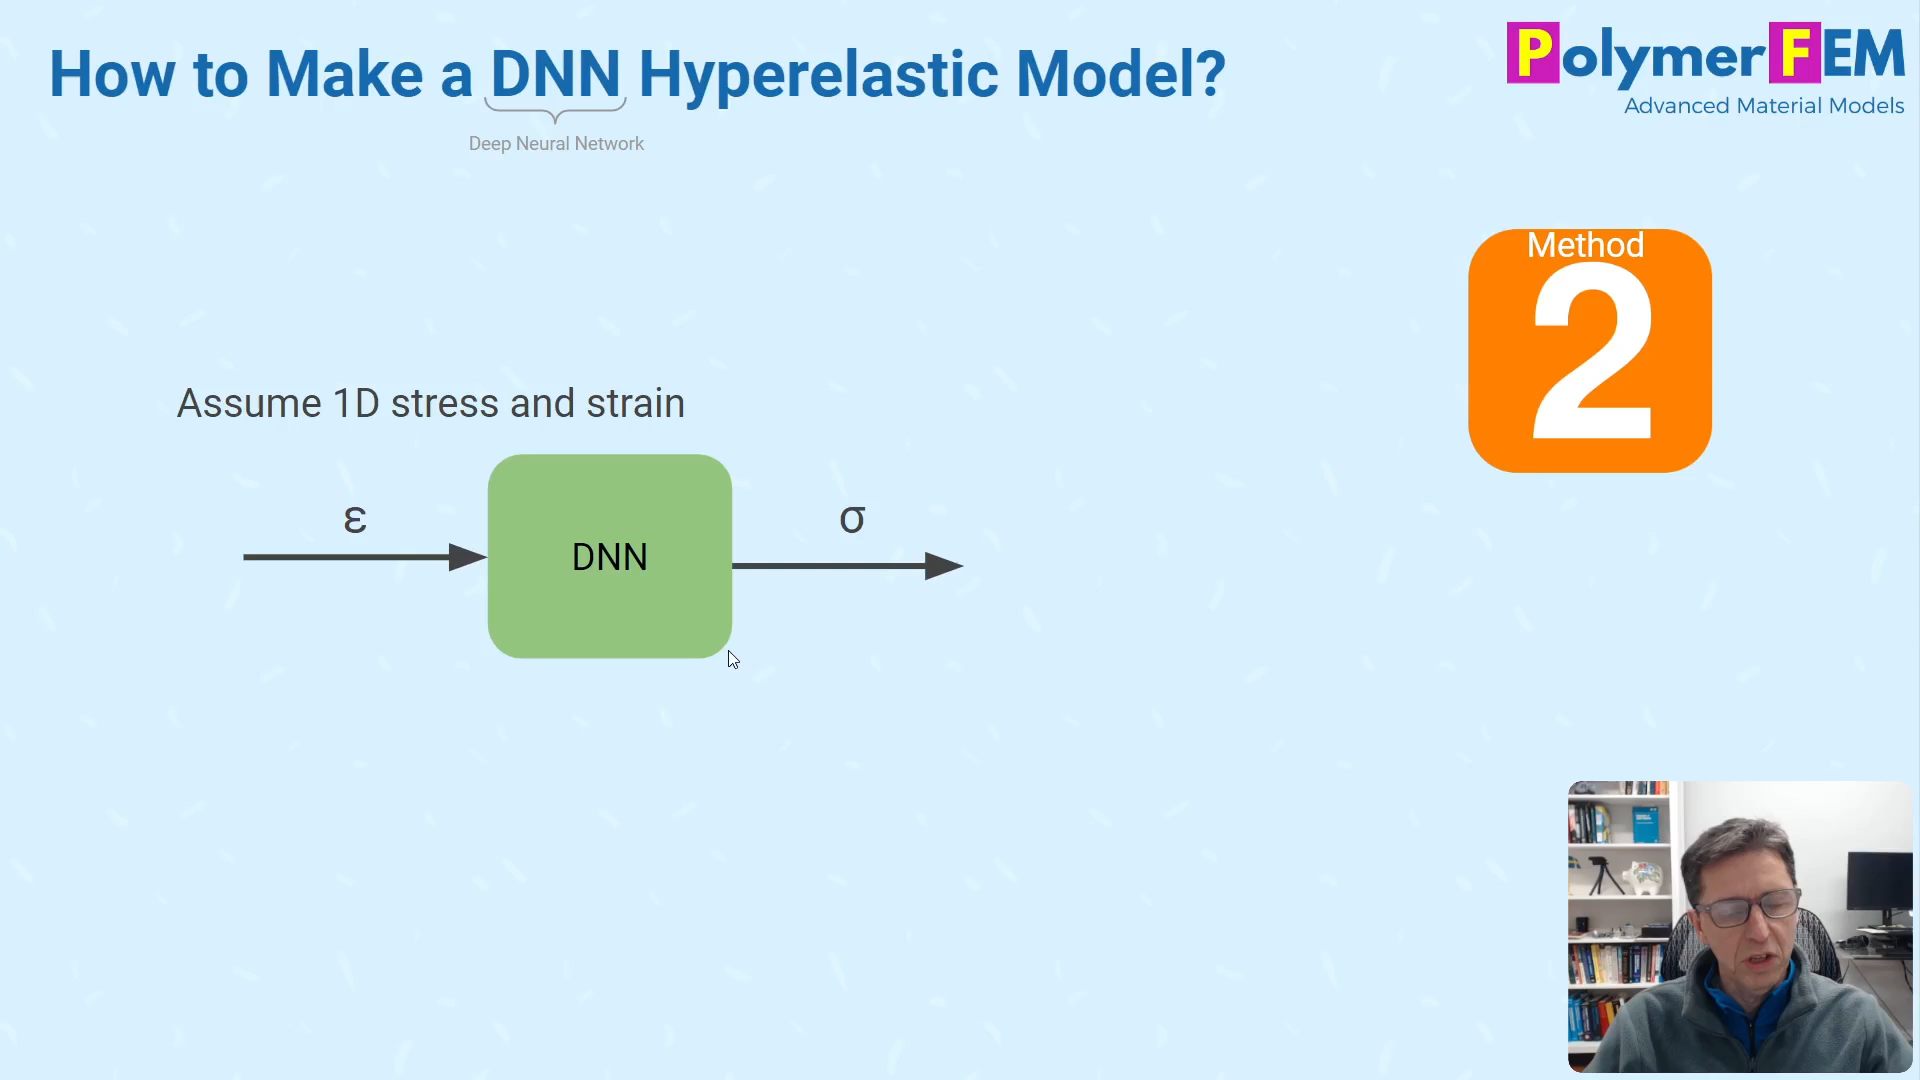 How to Make a DNN Hyperelastic Model?
Deep Neural Network
PolymerFEM
Advanced Material Models
Method
2
Assume 1D stress and strain
ε
DNN
σ